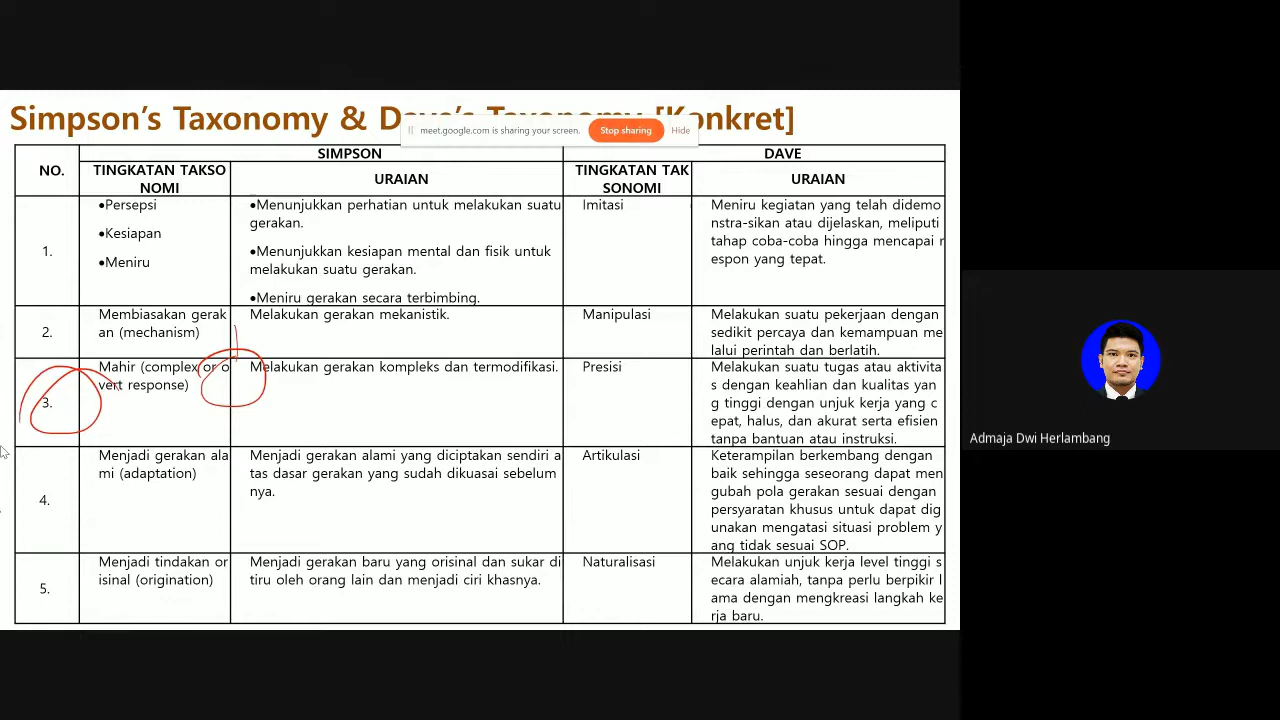 Simpson's Taxonomy & Dave's Taxonomy [Konkret]
meet.google.com is sharing your screen. Stop sharing Hide
NO.
SIMPSON
DAVE
TINGKATAN TAKSO
NOMI
URAIAN
TINGKATAN TAK
SONOMI
URAIAN
1.
•Persepsi
•Kesiapan
•Meniru
•Menunjukkan perhatian untuk melakukan suatu
gerakan.
•Menunjukkan kesiapan mental dan fisik untuk
melakukan suatu gerakan.
•Meniru gerakan secara terbimbing.
Imitasi
Meniru kegiatan yang telah didemo
nstra-sikan atau dijelaskan, meliputi
tahap coba-coba hingga mencapai r
espon yang tepat.
2.
Membiasakan gerak
an (mechanism)
Melakukan gerakan mekanistik.
Manipulasi
Melakukan suatu pekerjaan dengan
sedikit percaya dan kemampuan me
lalui perintah dan berlatih.
3.
Mahir (complex or o
vert response)
Melakukan gerakan kompleks dan termodifikasi.
Presisi
Melakukan suatu tugas atau aktivita
s dengan keahlian dan kualitas yan
g tinggi dengan unjuk kerja yang c
epat, halus, dan akurat serta efisien
tanpa bantuan atau instruksi.
4.
Menjadi gerakan ala
mi (adaptation)
Menjadi gerakan alami yang diciptakan sendiri a
tas dasar gerakan yang sudah dikuasai sebelum
nya.
Artikulasi
Keterampilan berkembang dengan
baik sehingga seseorang dapat men
gubah pola gerakan sesuai dengan
persyaratan khusus untuk dapat dig
unakan mengatasi situasi problem y
ang tidak sesuai SOP.
5.
Menjadi tindakan or
isinal (origination)
Menjadi gerakan baru yang orisinal dan sukar di
tiru oleh orang lain dan menjadi ciri khasnya.
Naturalisasi
Melakukan unjuk kerja level tinggi s
ecara alamiah, tanpa perlu berpikir l
ama dengan mengkreasi langkah ke
rja baru.
Admaja Dwi Herlambang